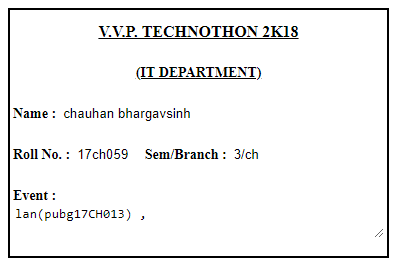 V.V.P. TECHNOTHON 2K18
(IT DEPARTMENT)
Name : chauhan bhargavsinh
Roll No. : 17ch059 Sem/Branch : 3/ch
Event :
lan(pubg17CH013) ,